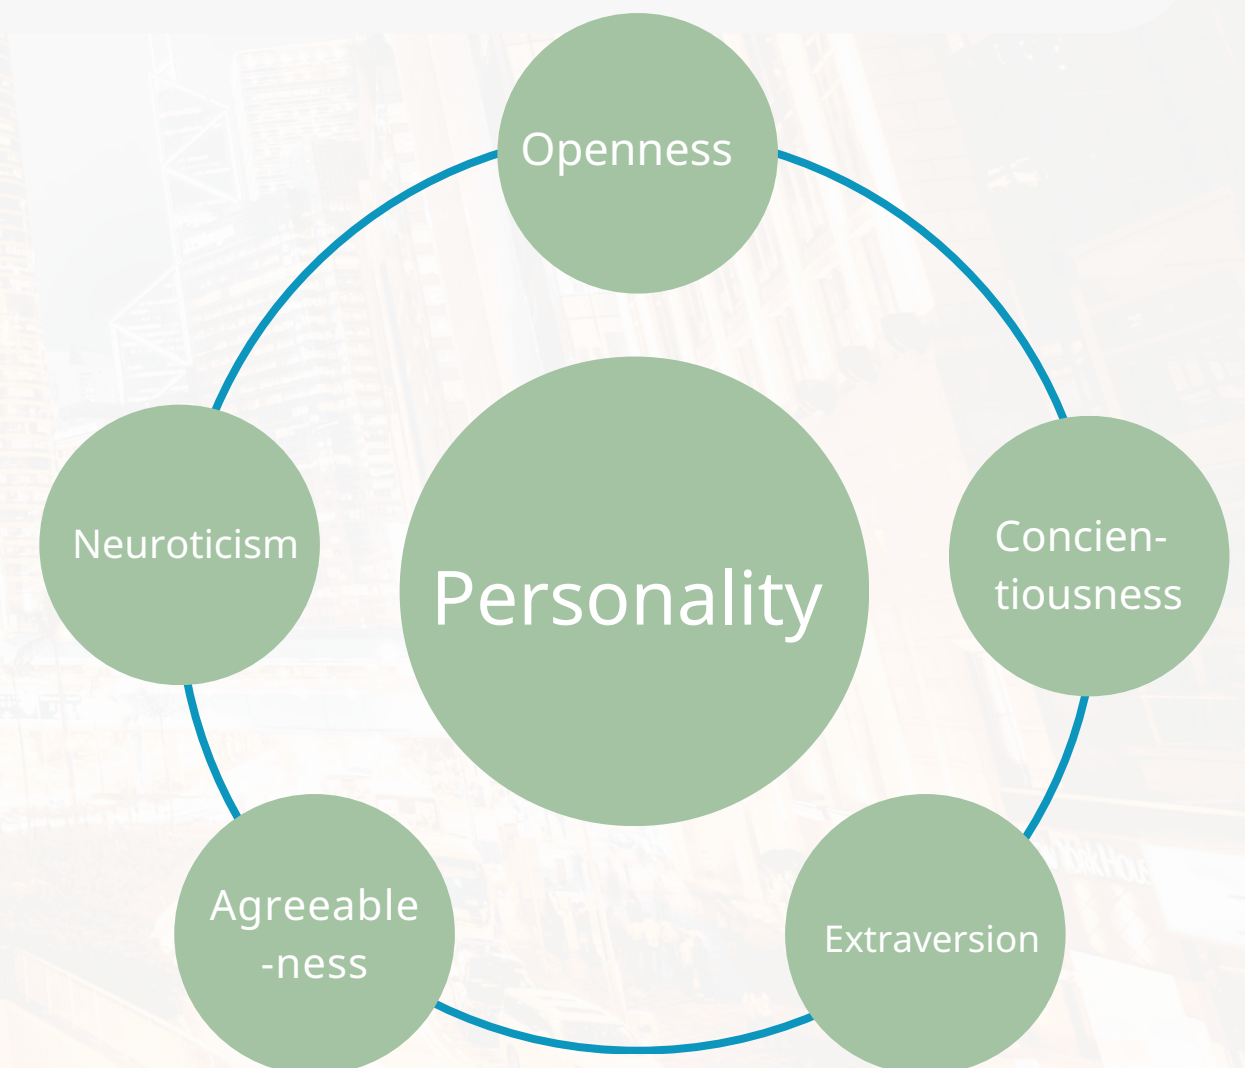 Openness
Neuroticism
Concien-
tiousness
Personality
Agreeable
-ness
Extraversion